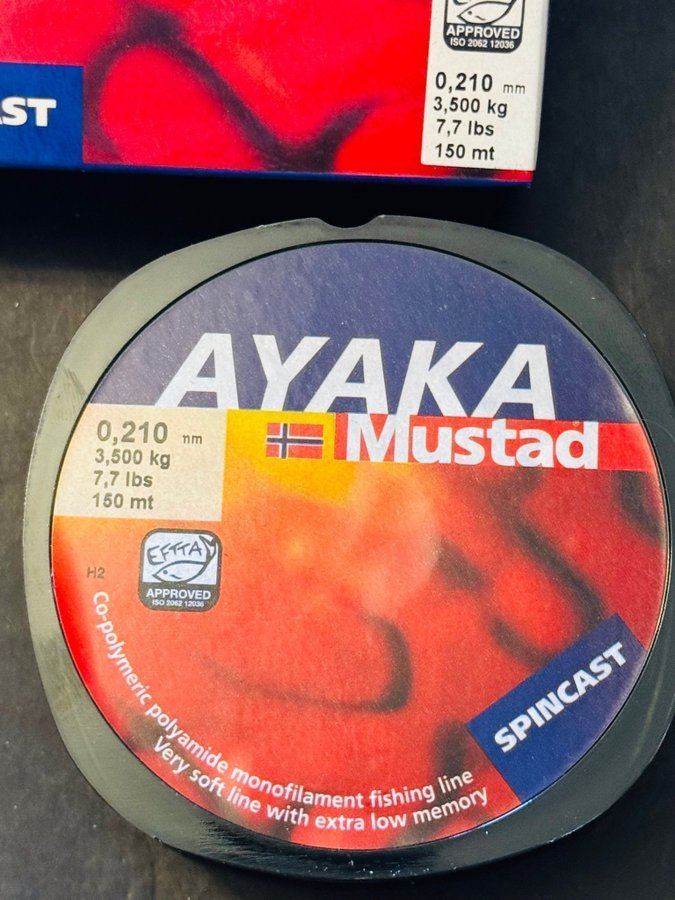 APPROVED
ISO 2062 12036
0,210 mm
3,500 kg
7,7 lbs
150 mt
AST
AYAKA
Mustad
0,210 nm
3,500 kg
7,7 lbs
150 mt
EFTTA
APPROVED
ISO 2062 12036
H2
Co-polymeric polyamide monofilament fishing line
Very soft line with extra low memory
SPINCAST